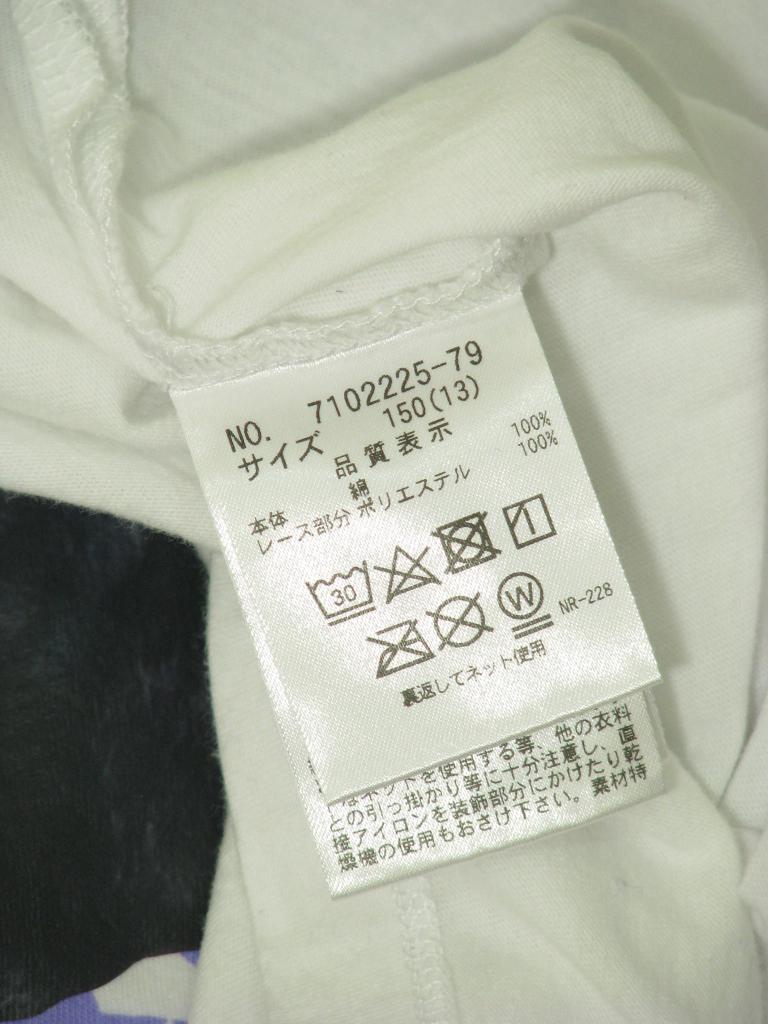 NO. 7102225-79
サイズ 150(13)
品質表示
本体 綿 100%
レース部分 ポリエステル 100%
30
W
NR-228
裏返してネット使用
なネットを使用する等、他の衣料
との引っ掛かり等に十分注意し、直
接アイロンを装飾部分にかけたり乾
燥機の使用もおさけ下さい。素材特